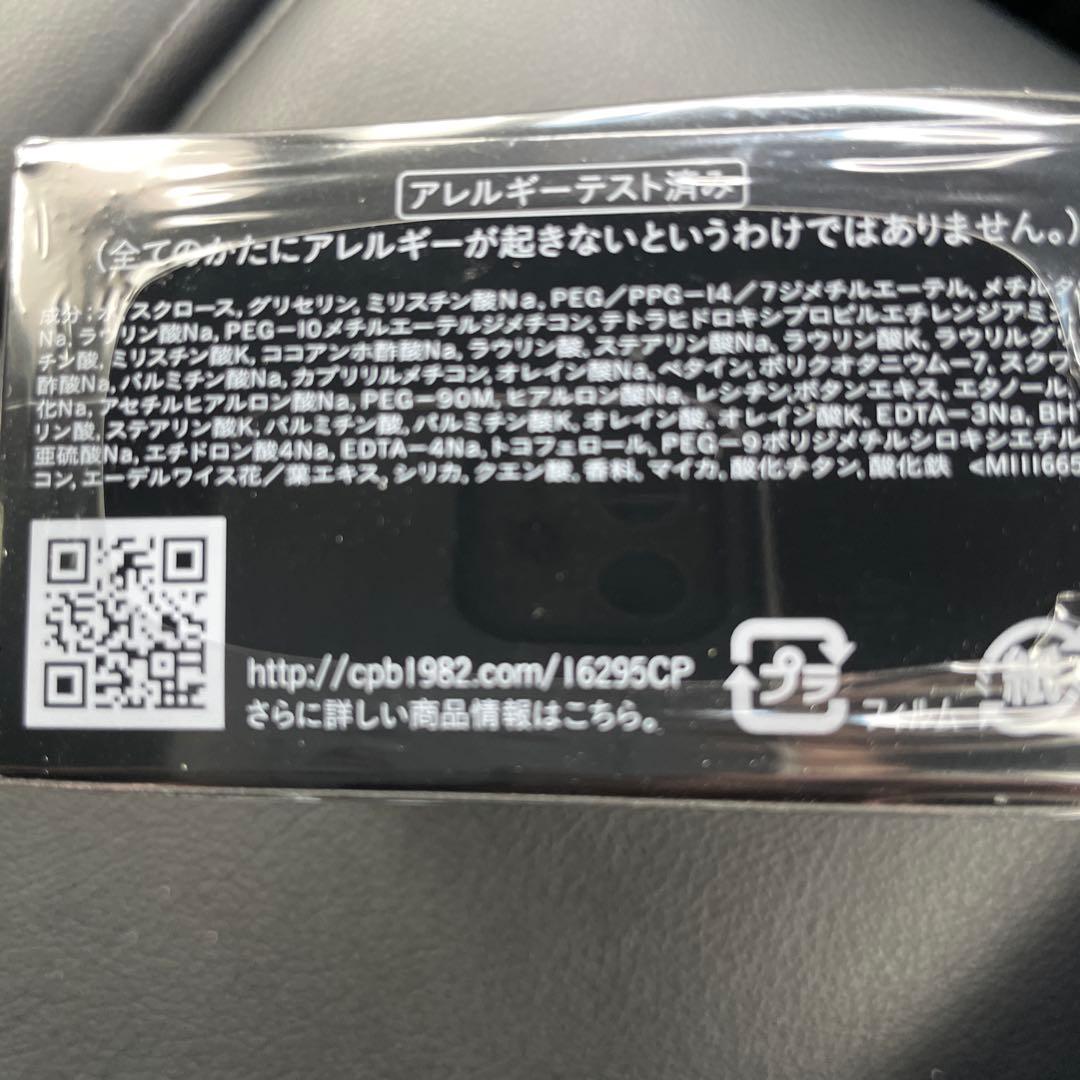 アレルギーテスト済み
(全てのかたにアレルギーが起きないというわけではありません。)
成分:水,スクロース,グリセリン,ミリスチン酸Na,PEG/PPG-14/7ジメチルエーテル,メチルタ
Na,ラウリン酸Na,PEG-10メチルエーテルジメチコン,テトラヒドロキシプロピルエチレンジアミ
チン酸,ミリスチン酸K,ココアンホ酢酸Na,ラウリン酸,ステアリン酸Na,ラウリン酸K,ラウリルグ
酢酸Na,パルミチン酸Na,カプリリルメチコン,オレイン酸Na,ベタイン,ポリクオタニウム-7,スクワ
化Na,アセチルヒアルロン酸Na,PEG-90M,ヒアルロン酸Na,レシチン,ボタンエキス,エタノール,
リン酸,ステアリン酸K,パルミチン酸,パルミチン酸K,オレイン酸,オレイン酸K,EDTA-3Na,BH
亜硫酸Na,エチドロン酸4Na,EDTA-4Na,トコフェロール,PEG-9ポリジメチルシロキシエチル
コン,エーデルワイス花/葉エキス,シリカ,クエン酸,香料,マイカ,酸化チタン,酸化鉄 <M111665
http://cpb1982.com/16295CP
さらに詳しい商品情報はこちら。
プラ
フィルム
紙